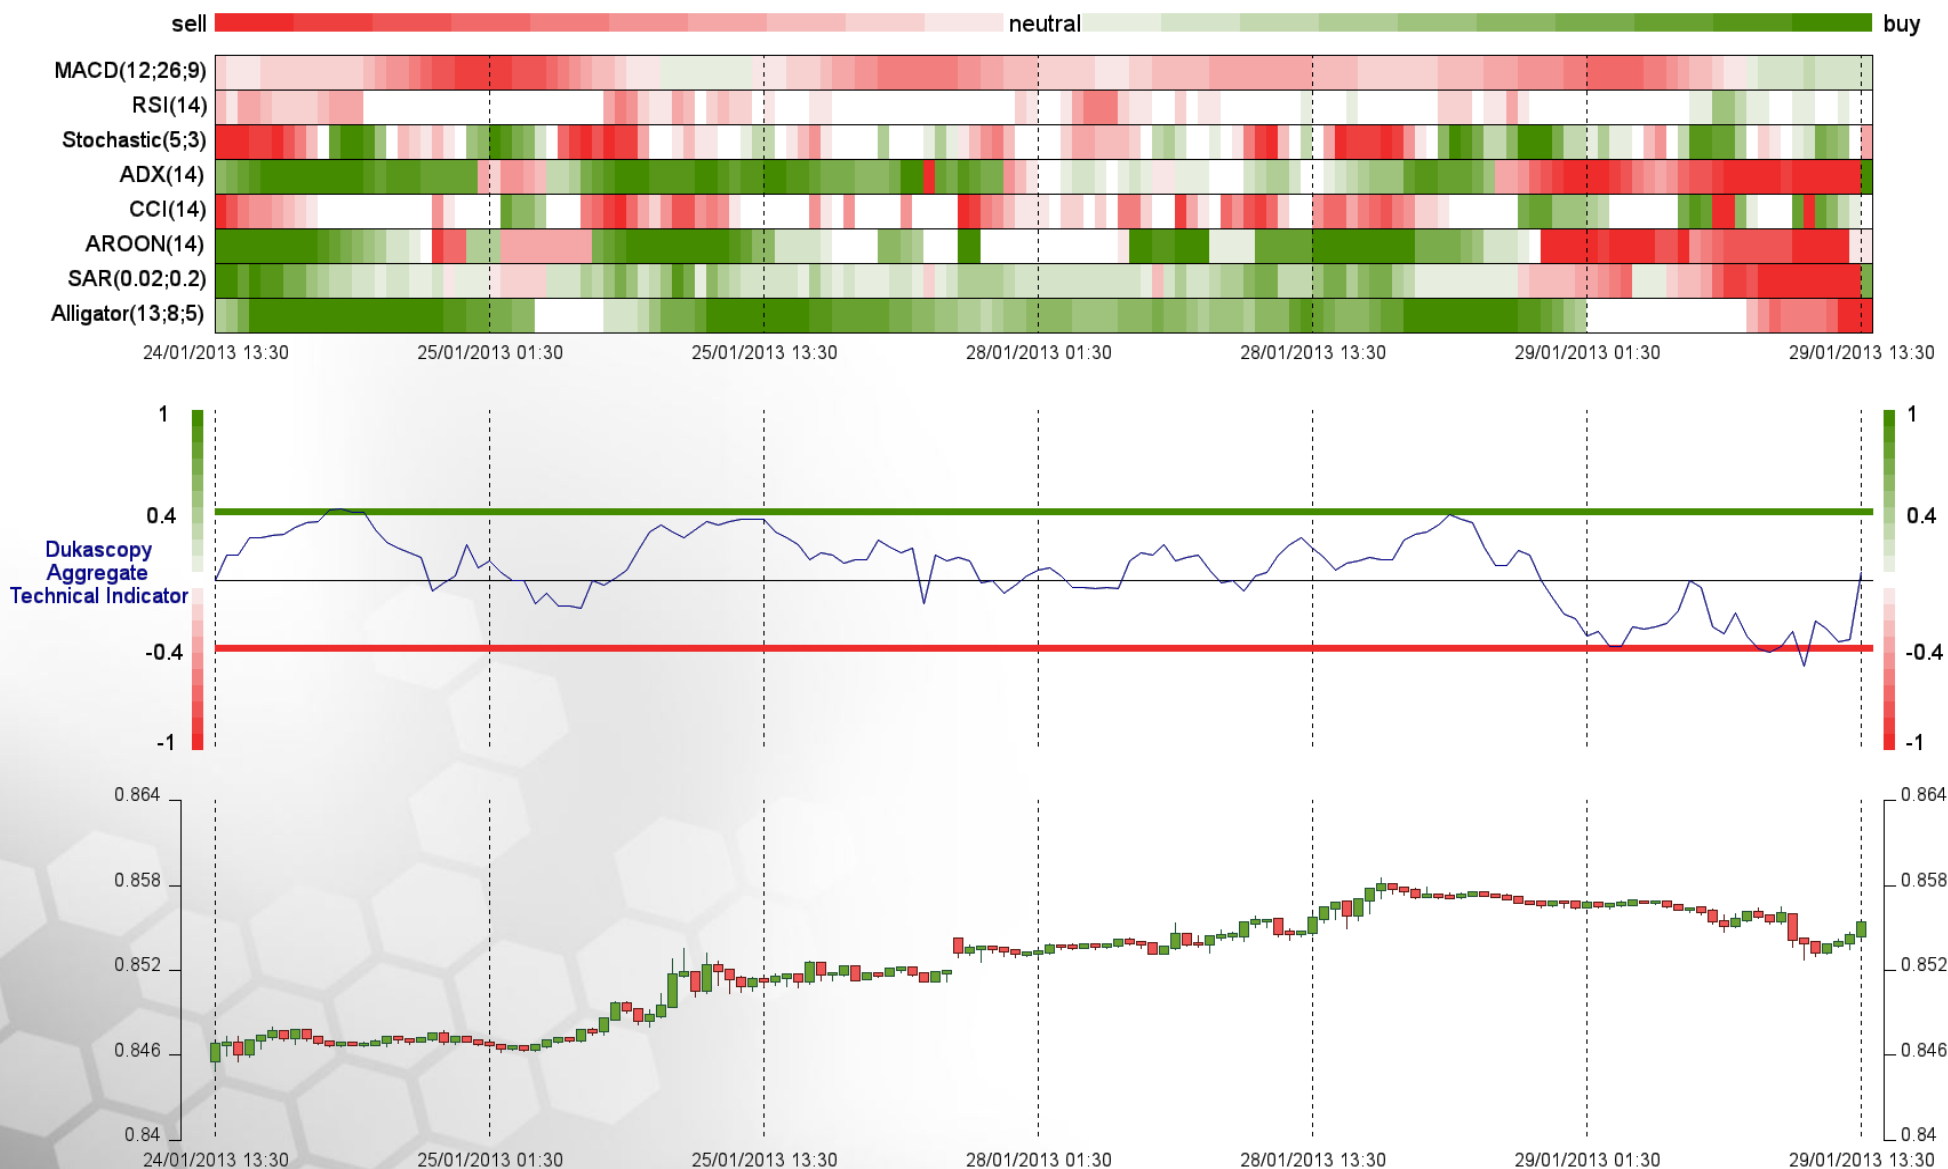 sell neutral buy
MACD(12;26;9)
RSI(14)
Stochastic(5;3)
ADX(14)
CCI(14)
AROON(14)
SAR(0.02;0.2)
Alligator(13;8;5)
24/01/2013 13:30 25/01/2013 01:30 25/01/2013 13:30 28/01/2013 01:30 28/01/2013 13:30 29/01/2013 01:30 29/01/2013 13:30
1 1
0.4 0.4
Dukascopy
Aggregate
Technical Indicator
-0.4 -0.4
-1 -1
0.864 0.864
0.858 0.858
0.852 0.852
0.846 0.846
0.84 0.84
24/01/2013 13:30 25/01/2013 01:30 25/01/2013 13:30 28/01/2013 01:30 28/01/2013 13:30 29/01/2013 01:30 29/01/2013 13:30